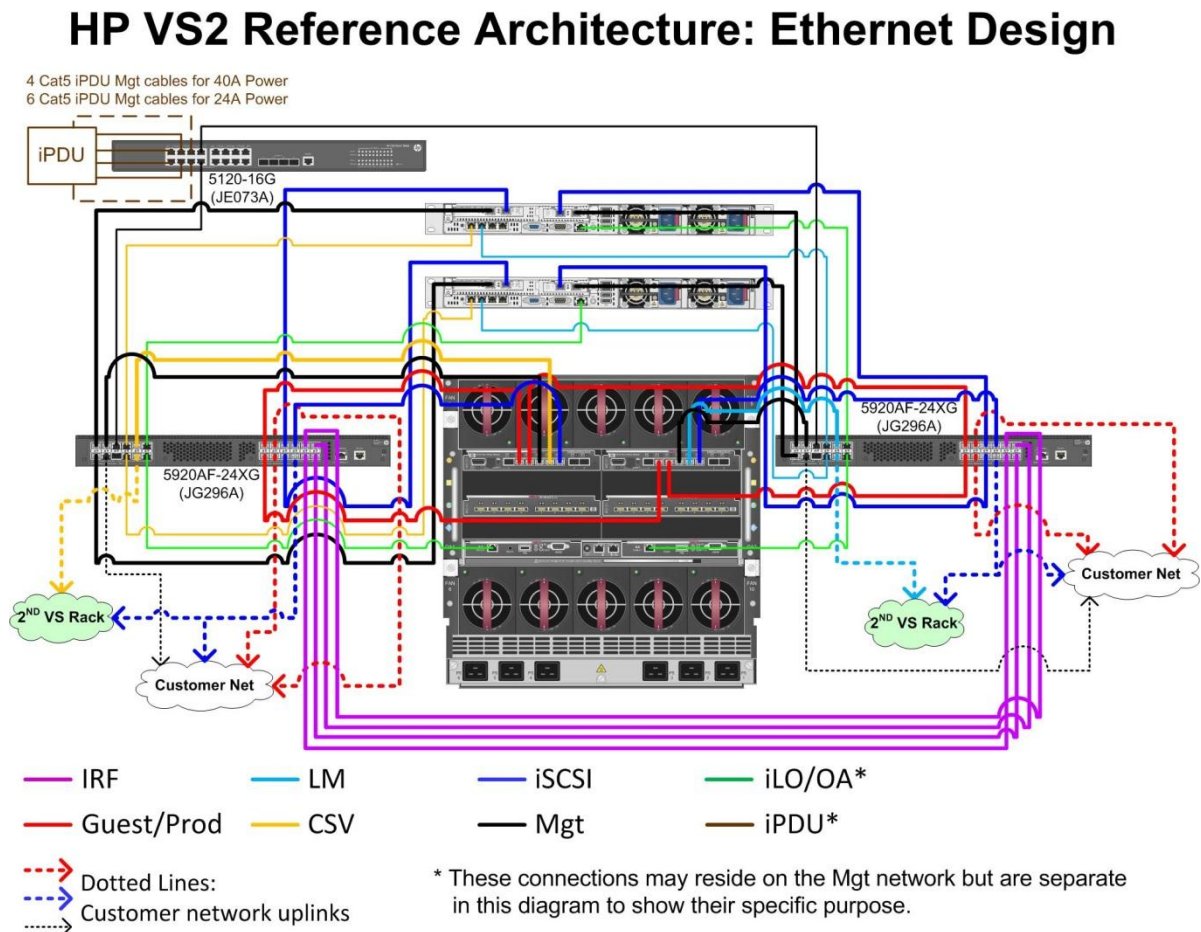 HP VS2 Reference Architecture: Ethernet Design
4 Cat5 iPDU Mgt cables for 40A Power
6 Cat5 iPDU Mgt cables for 24A Power
iPDU
5120-16G
(JE073A)
5920AF-24XG
(JG296A)
5920AF-24XG
(JG296A)
FAN
FAN
Customer Net
2ND VS Rack
2ND VS Rack
Customer Net
IRF
LM
iSCSI
iLO/OA*
Guest/Prod
CSV
Mgt
iPDU*
Dotted Lines:
Customer network uplinks
* These connections may reside on the Mgt network but are separate
in this diagram to show their specific purpose.